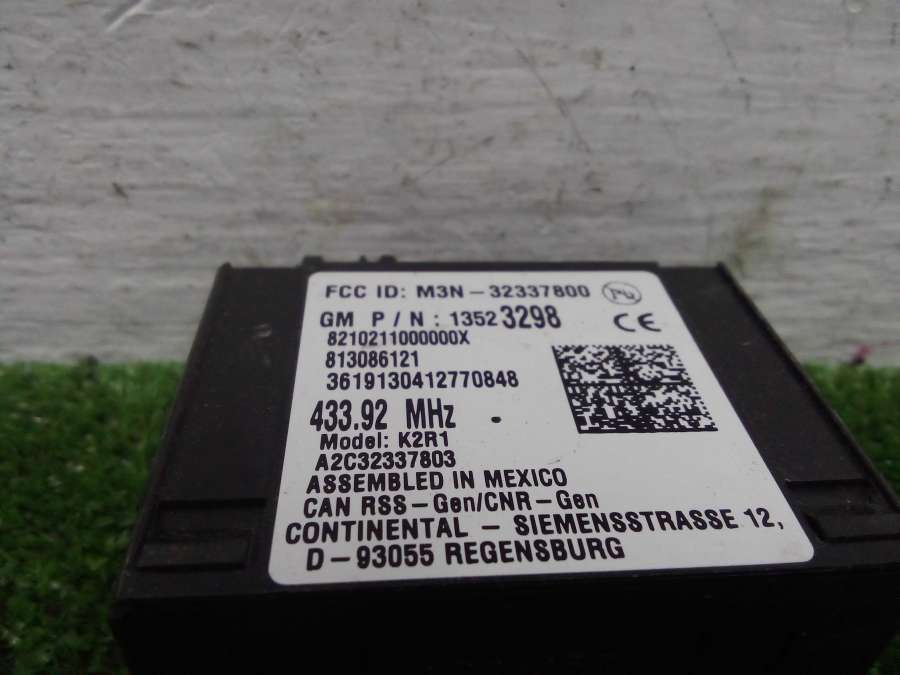 FCC ID: M3N-32337800
GM P/N: 13523298
CE
8210211000000X
813086121
3619130412770848
433.92 MHz
Model: K2R1
A2C32337803
ASSEMBLED IN MEXICO
CAN RSS-Gen/CNR-Gen
CONTINENTAL - SIEMENSSTRASSE 12,
D-93055 REGENSBURG